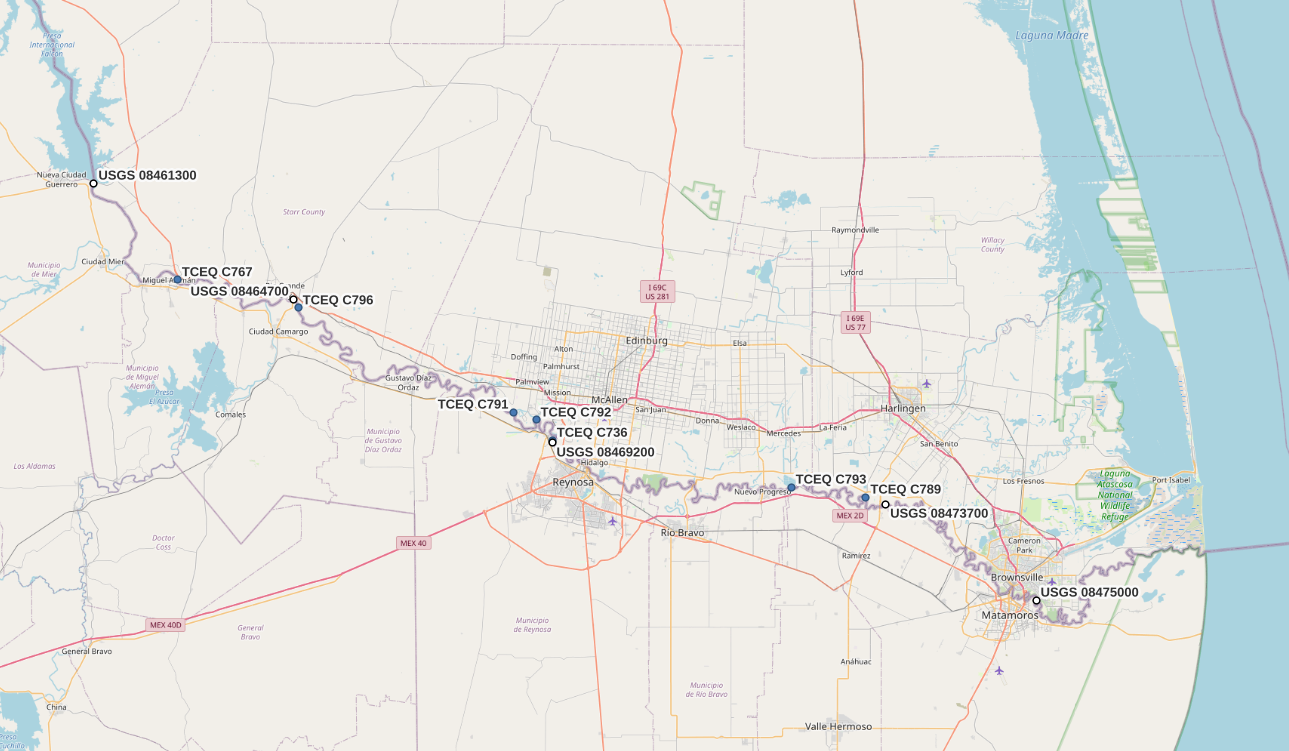 Presa
Internacional
Falcón
Laguna Madre
Nueva Ciudad
Guerrero
USGS 08461300
Starr County
Raymondville
Willacy
County
Municipio
de Mier
Ciudad Mier
TCEQ C767
Miguel Alemán
Lyford
USGS 08464700
TCEQ C796
I 69C
US 281
I 69E
US 77
Ciudad Camargo
Edinburg
Elsa
Alton
Doffing
Palmhurst
Municipio
de Miguel
Alemán
Gustavo Díaz
Ordaz
Palmview
Mission
McAllen
Presa
El Azúcar
Comales
TCEQ C791
TCEQ C792
San Juan
Donna
Weslaco
Mercedes
La Feria
Harlingen
San Benito
TCEQ C736
USGS 08469200
Municipio
de Gustavo
Díaz Ordaz
Hidalgo
Reynosa
Los Aldamas
TCEQ C793
Nuevo Progreso
TCEQ C789
USGS 08473700
Los Fresnos
Laguna
Atascosa
National
Wildlife
Refuge
Port Isabel
MEX 2D
Río Bravo
MEX 40
Doctor
Coss
Ramírez
Cameron
Park
Brownsville
USGS 08475000
Matamoros
MEX 40D
General
Bravo
Municipio
de Reynosa
General Bravo
Anáhuac
Municipio
de Río Bravo
China
Valle Hermoso
Presa